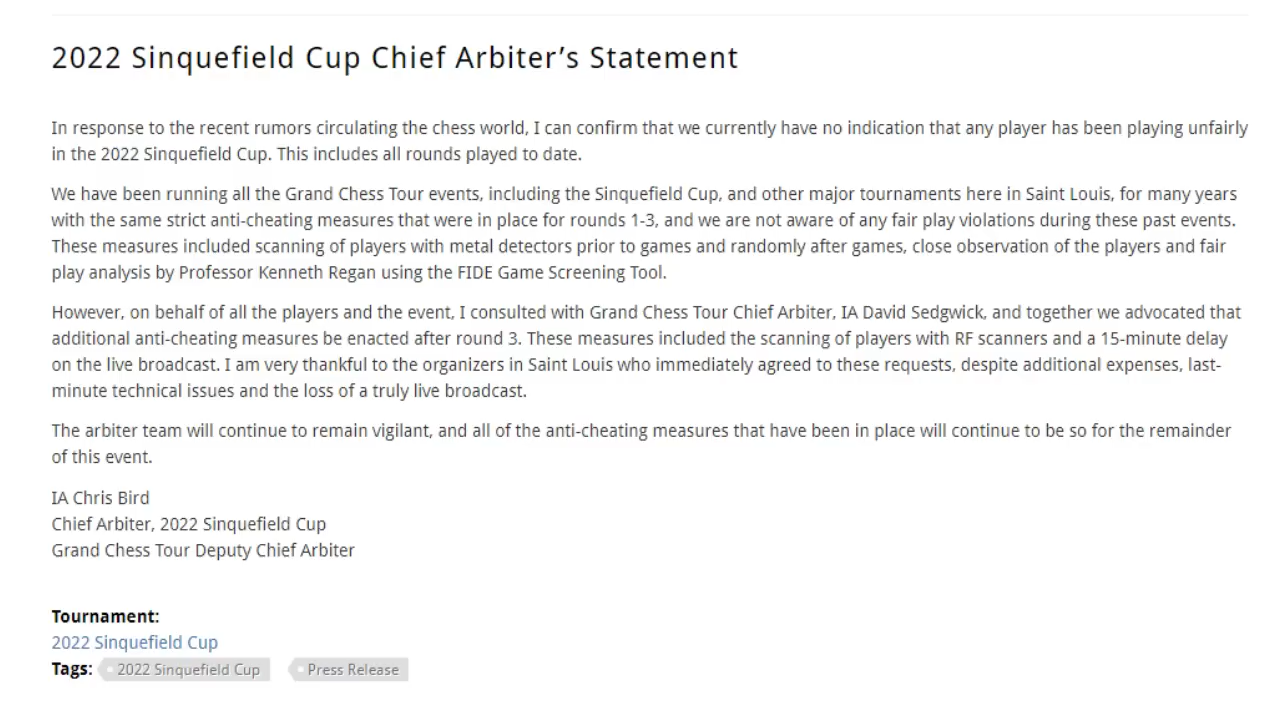 2022 Sinquefield Cup Chief Arbiter’s Statement
In response to the recent rumors circulating the chess world, I can confirm that we currently have no indication that any player has been playing unfairly
in the 2022 Sinquefield Cup. This includes all rounds played to date.
We have been running all the Grand Chess Tour events, including the Sinquefield Cup, and other major tournaments here in Saint Louis, for many years
with the same strict anti-cheating measures that were in place for rounds 1-3, and we are not aware of any fair play violations during these past events.
These measures included scanning of players with metal detectors prior to games and randomly after games, close observation of the players and fair
play analysis by Professor Kenneth Regan using the FIDE Game Screening Tool.
However, on behalf of all the players and the event, I consulted with Grand Chess Tour Chief Arbiter, IA David Sedgwick, and together we advocated that
additional anti-cheating measures be enacted after round 3. These measures included the scanning of players with RF scanners and a 15-minute delay
on the live broadcast. I am very thankful to the organizers in Saint Louis who immediately agreed to these requests, despite additional expenses, last-
minute technical issues and the loss of a truly live broadcast.
The arbiter team will continue to remain vigilant, and all of the anti-cheating measures that have been in place will continue to be so for the remainder
of this event.
IA Chris Bird
Chief Arbiter, 2022 Sinquefield Cup
Grand Chess Tour Deputy Chief Arbiter
Tournament:
2022 Sinquefield Cup
Tags: 2022 Sinquefield Cup Press Release